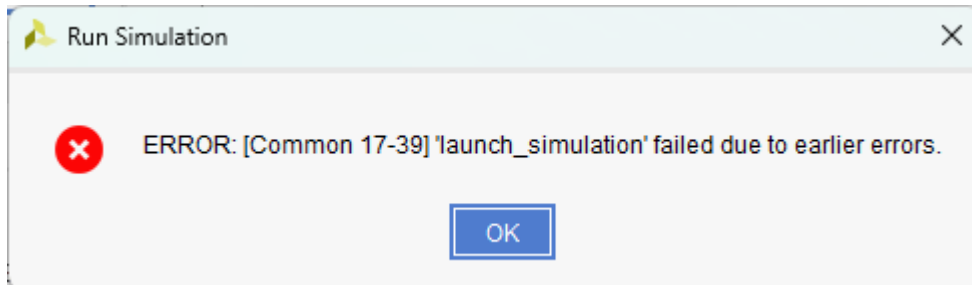 Run Simulation
ERROR: [Common 17-39] 'launch_simulation' failed due to earlier errors.
OK